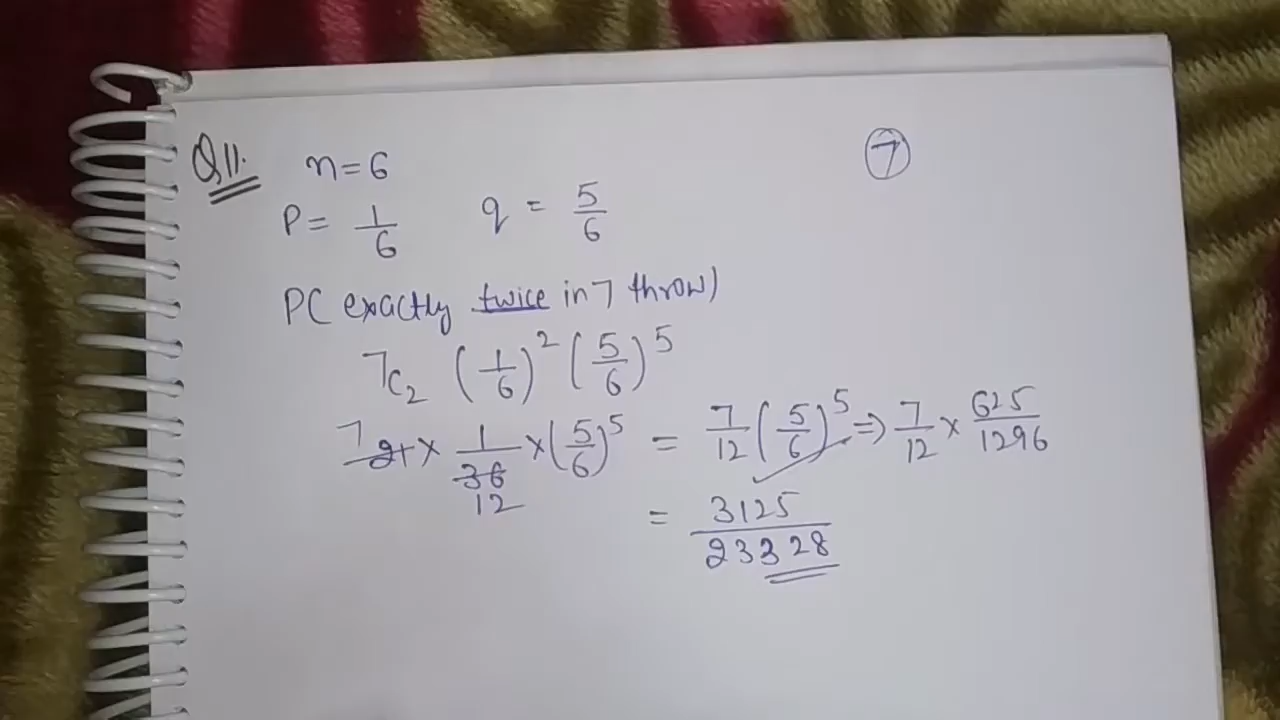 Q11. n=6 7
P= 1/6 q = 5/6
P( exactly twice in 7 throw)
7C2 (1/6)^2 (5/6)^5
7 21 × 1/36 12 × (5/6)^5 = 7/12 (5/6)^5 => 7/12 × 625/1296
= 3125/23328